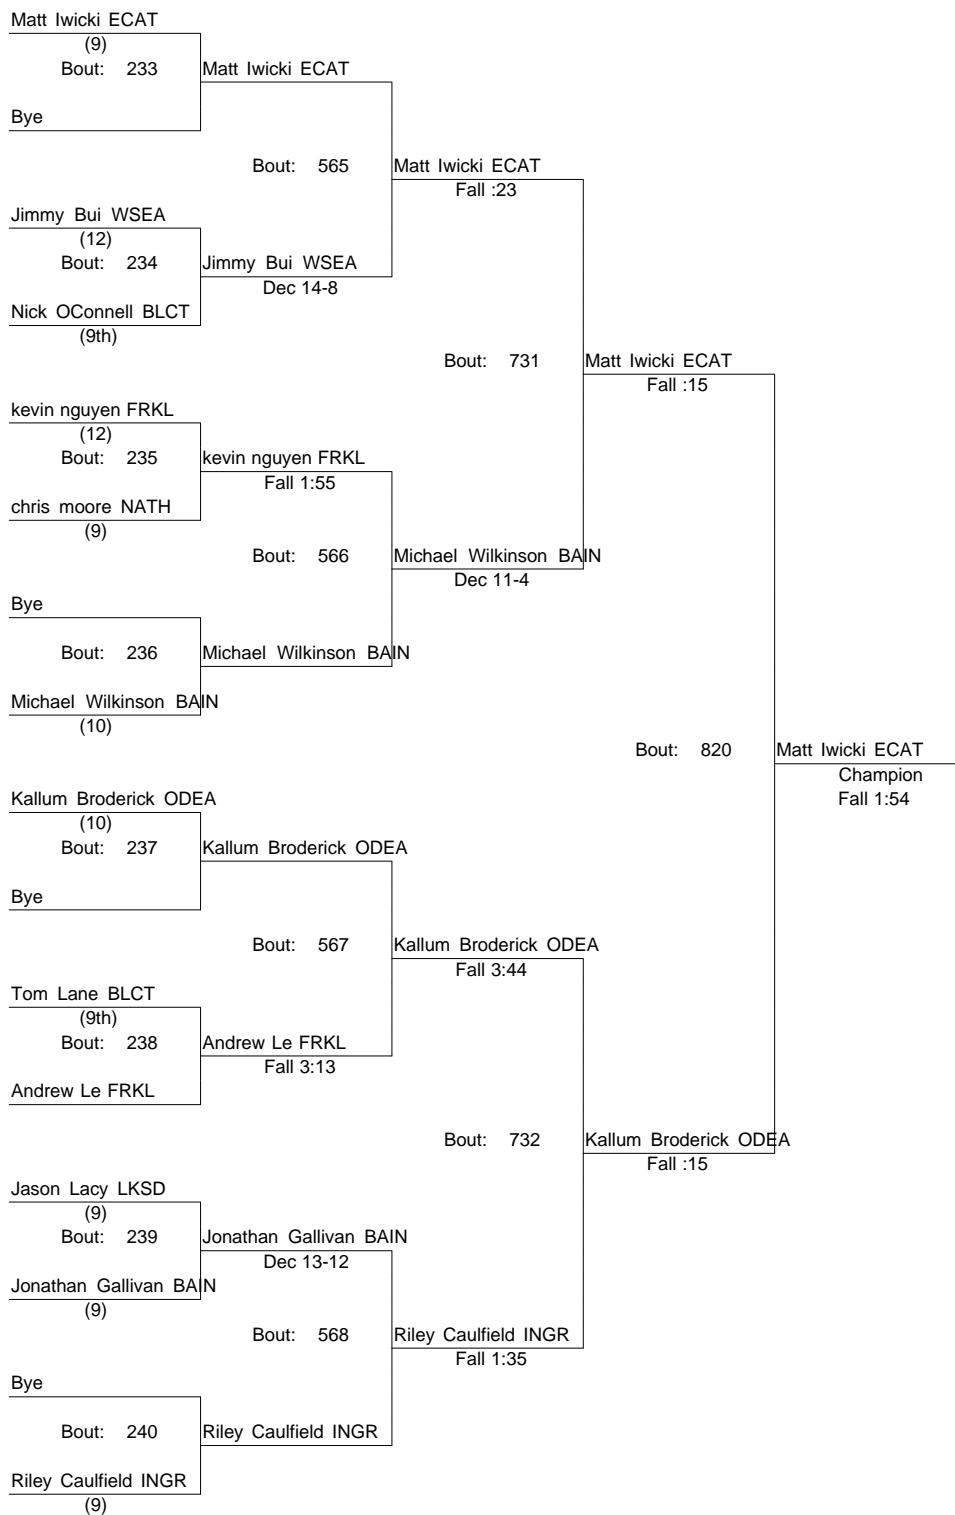 Matt Iwicki ECAT
(9)
Bout: 233
Matt Iwicki ECAT
Bye
Bout: 565
Matt Iwicki ECAT
Fall :23
Jimmy Bui WSEA
(12)
Bout: 234
Jimmy Bui WSEA
Dec 14-8
Nick OConnell BLCT
(9th)
Bout: 731
Matt Iwicki ECAT
Fall :15
kevin nguyen FRKL
(12)
Bout: 235
kevin nguyen FRKL
Fall 1:55
chris moore NATH
(9)
Bout: 566
Michael Wilkinson BAIN
Dec 11-4
Bye
Bout: 236
Michael Wilkinson BAIN
Michael Wilkinson BAIN
(10)
Bout: 820
Matt Iwicki ECAT
Champion
Fall 1:54
Kallum Broderick ODEA
(10)
Bout: 237
Kallum Broderick ODEA
Bye
Bout: 567
Kallum Broderick ODEA
Fall 3:44
Tom Lane BLCT
(9th)
Bout: 238
Andrew Le FRKL
Fall 3:13
Andrew Le FRKL
Bout: 732
Kallum Broderick ODEA
Fall :15
Jason Lacy LKSD
(9)
Bout: 239
Jonathan Gallivan BAIN
Dec 13-12
Jonathan Gallivan BAIN
(9)
Bout: 568
Riley Caulfield INGR
Fall 1:35
Bye
Bout: 240
Riley Caulfield INGR
Riley Caulfield INGR
(9)